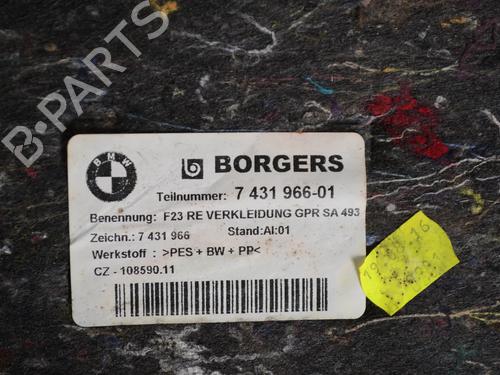 B-PARTS
BMW
BORGERS
Teilnummer: 7 431 966-01
Benennung: F23 RE VERKLEIDUNG GPR SA 493
Zeichn.: 7 431 966 Stand:AI:01
Werkstoff : >PES + BW + PP<
CZ - 108590.11